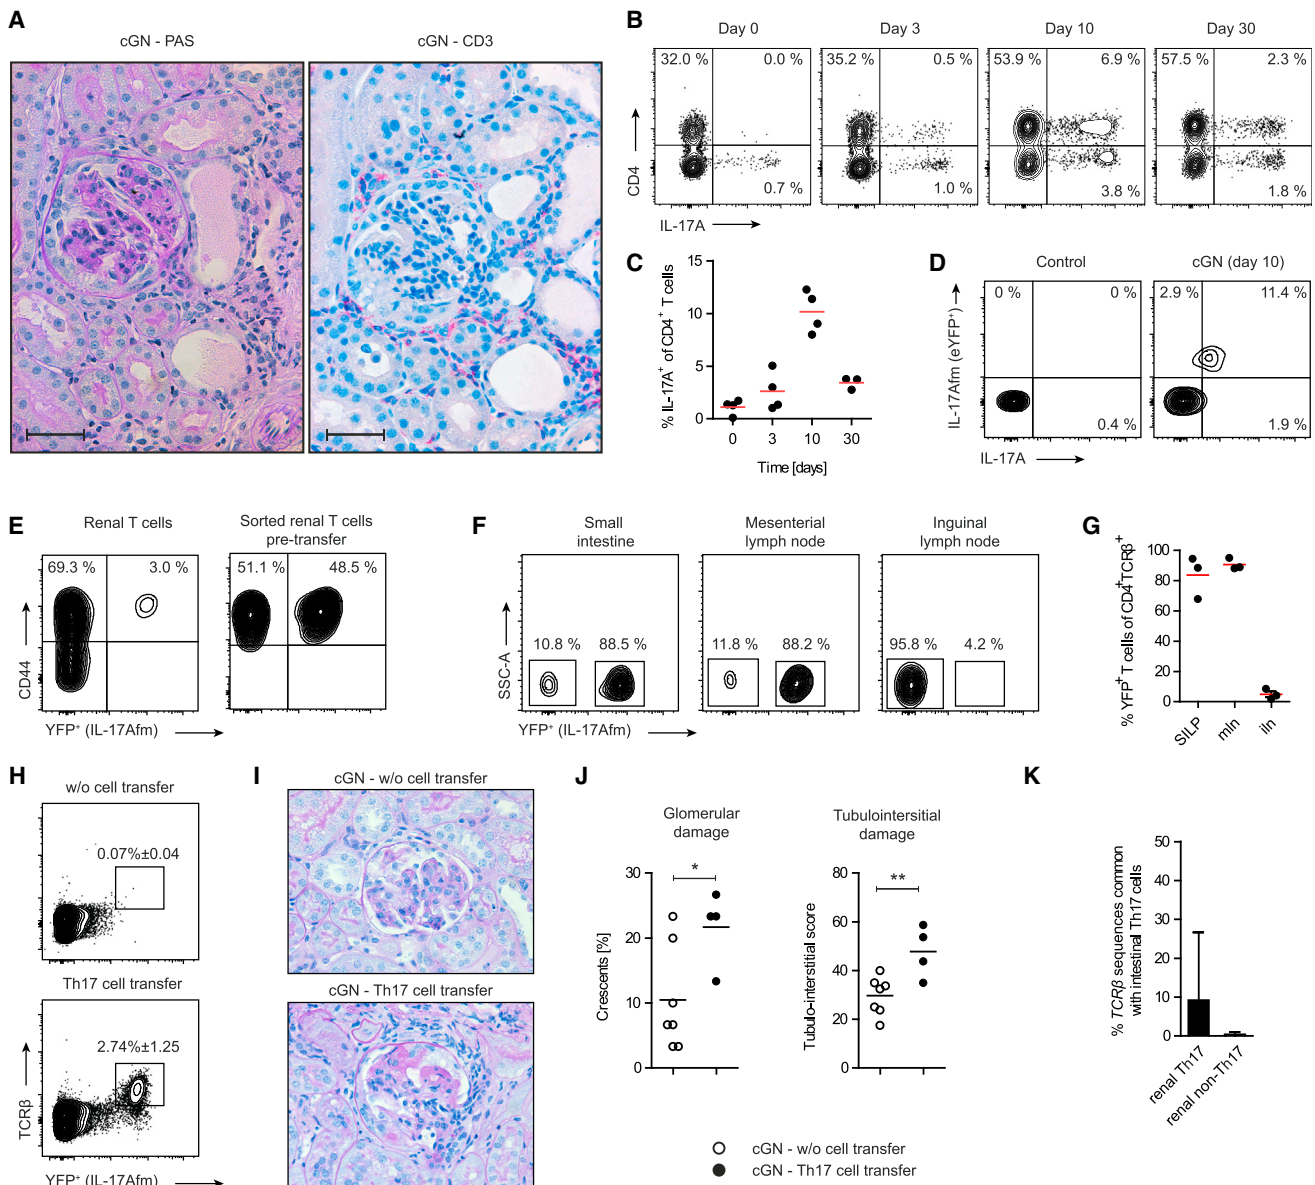 A
cGN - PAS
cGN - CD3
B
Day 0
Day 3
Day 10
Day 30
32.0 %
0.0 %
35.2 %
0.5 %
53.9 %
6.9 %
57.5 %
2.3 %
0.7 %
1.0 %
3.8 %
1.8 %
CD4
IL-17A
C
% IL-17A+ of CD4+ T cells
15
10
5
0
0
3
10
30
Time [days]
D
Control
cGN (day 10)
0 %
0 %
2.9 %
11.4 %
0.4 %
1.9 %
IL-17Afm (eYFP+)
IL-17A
E
Renal T cells
Sorted renal T cells
pre-transfer
69.3 %
3.0 %
51.1 %
48.5 %
CD44
YFP+ (IL-17Afm)
F
Small
intestine
Mesenterial
lymph node
Inguinal
lymph node
10.8 %
88.5 %
11.8 %
88.2 %
95.8 %
4.2 %
SSC-A
YFP+ (IL-17Afm)
G
% YFP+ T cells of CD4+TCRβ+
100
80
60
40
20
0
SILP
mln
iln
H
w/o cell transfer
0.07%±0.04
Th17 cell transfer
2.74%±1.25
TCRβ
YFP+ (IL-17Afm)
I
cGN - w/o cell transfer
cGN - Th17 cell transfer
J
Glomerular
damage
*
Crescents [%]
30
20
10
0
Tubulointersitial
damage
**
Tubulo-interstitial score
80
60
40
20
0
cGN - w/o cell transfer
cGN - Th17 cell transfer
K
% TCRβ sequences common
with intestinal Th17 cells
50
40
30
20
10
0
renal Th17
renal non-Th17